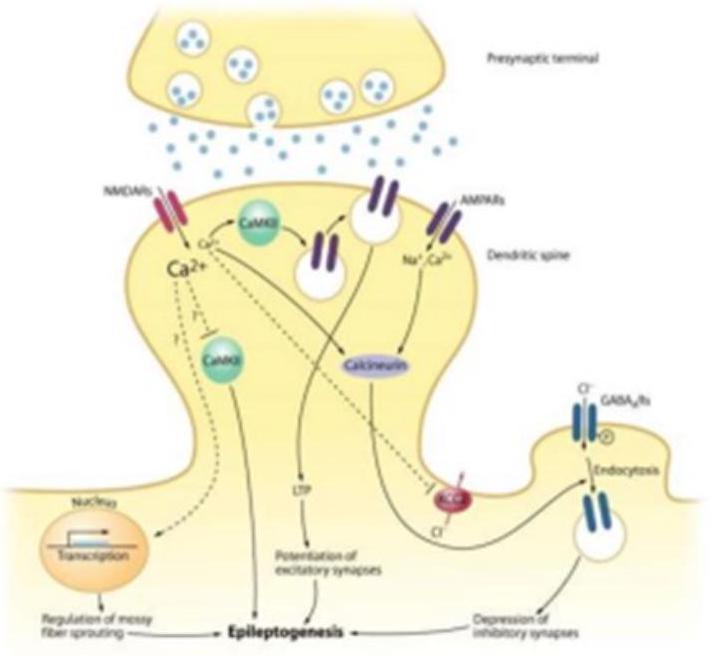 Presynaptic terminal
NMDARs
AMPARs
CaMKII
Ca²⁺
Ca2+
Na⁺, Ca²⁺
Dendritic spine
?
?
CaMKII
Calcineurin
Cl⁻
GABA_ARs
P
Endocytosis
LTP
Cl⁻
Nucleus
Transcription
Potentiation of
excitatory synapses
Regulation of mossy
fiber sprouting
Epileptogenesis
Depression of
inhibitory synapses